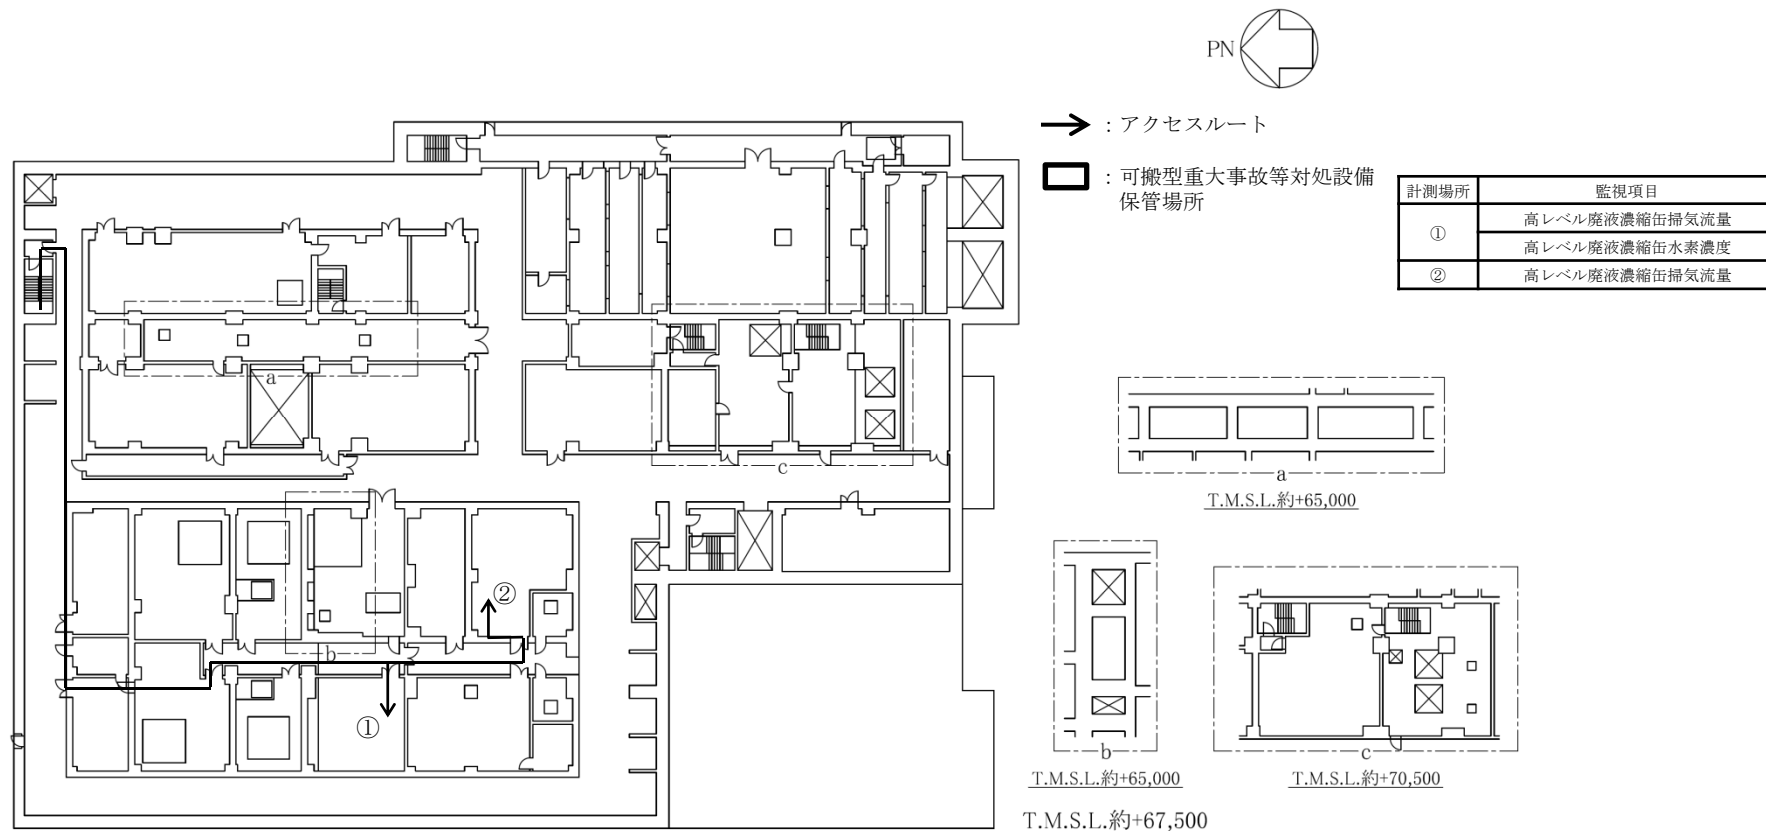 PN
：アクセスルート
：可搬型重大事故等対処設備
保管場所
計測場所 監視項目
① 高レベル廃液濃縮缶掃気流量
高レベル廃液濃縮缶水素濃度
② 高レベル廃液濃縮缶掃気流量
a
c
②
b
①
a
T.M.S.L.約+65,000
b
T.M.S.L.約+65,000
c
T.M.S.L.約+70,500
T.M.S.L.約+67,500